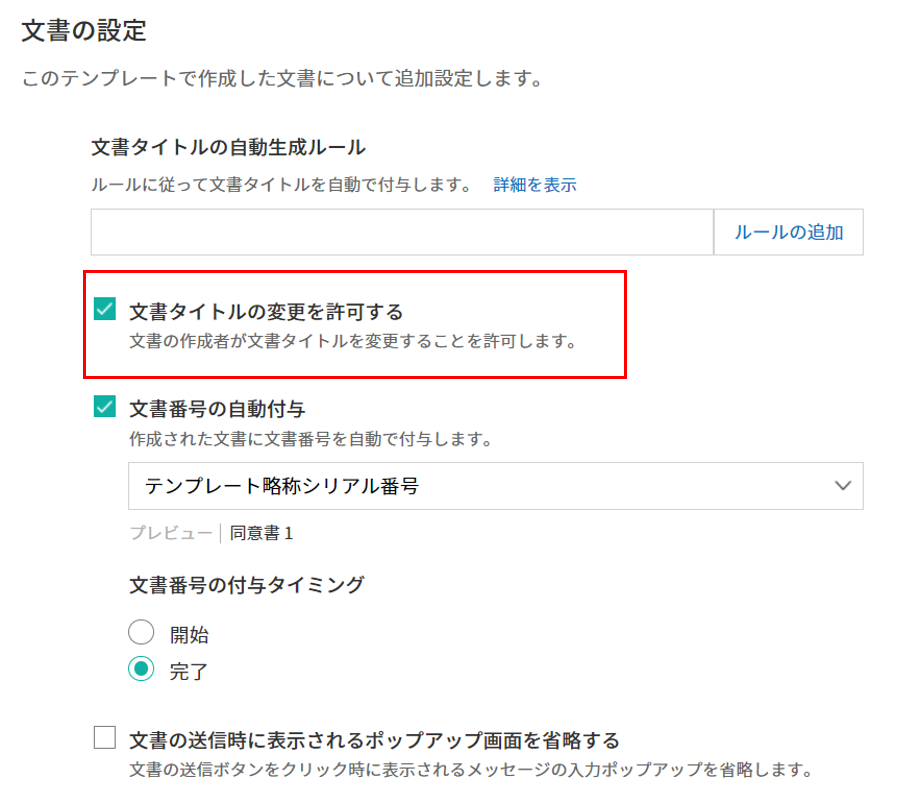 文書の設定
このテンプレートで作成した文書について追加設定します。
文書タイトルの自動生成ルール
ルールに従って文書タイトルを自動で付与します。 詳細を表示
ルールの追加
文書タイトルの変更を許可する
文書の作成者が文書タイトルを変更することを許可します。
文書番号の自動付与
作成された文書に文書番号を自動で付与します。
テンプレート略称シリアル番号
プレビュー 同意書 1
文書番号の付与タイミング
開始
完了
文書の送信時に表示されるポップアップ画面を省略する
文書の送信ボタンをクリック時に表示されるメッセージの入力ポップアップを省略します。